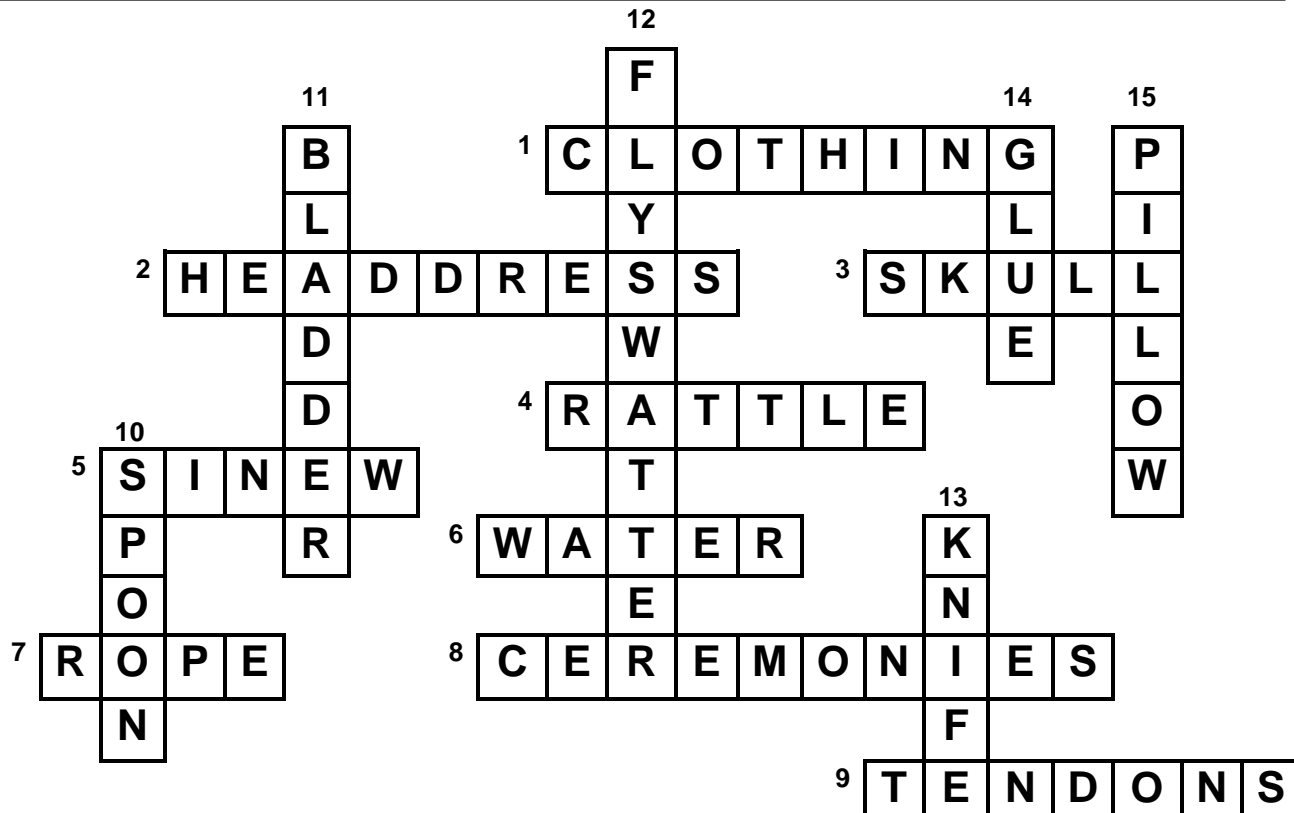 12
F
11 14 15
B 1 C L O T H I N G P
L Y L I
2 H E A D D R E S S 3 S K U L L
D W E L
D 4 R A T T L E O
10
5 S I N E W T W
13
P R 6 W A T E R K
O E N
7 R O P E 8 C E R E M O N I E S
N F
9 T E N D O N S